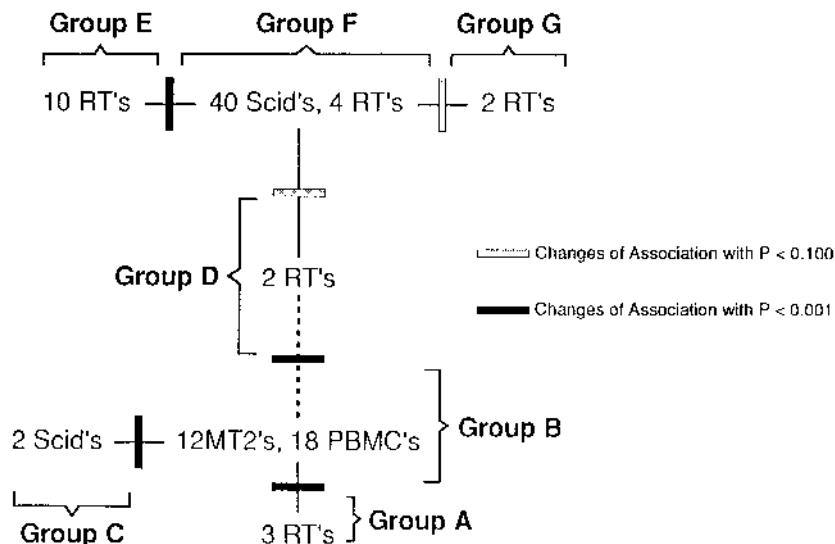 Group E Group F Group G
10 RT's 40 Scid's, 4 RT's 2 RT's
Group D 2 RT's
Changes of Association with P < 0.100
Changes of Association with P < 0.001
2 Scid's 12MT2's, 18 PBMC's Group B
Group C 3 RT's Group A